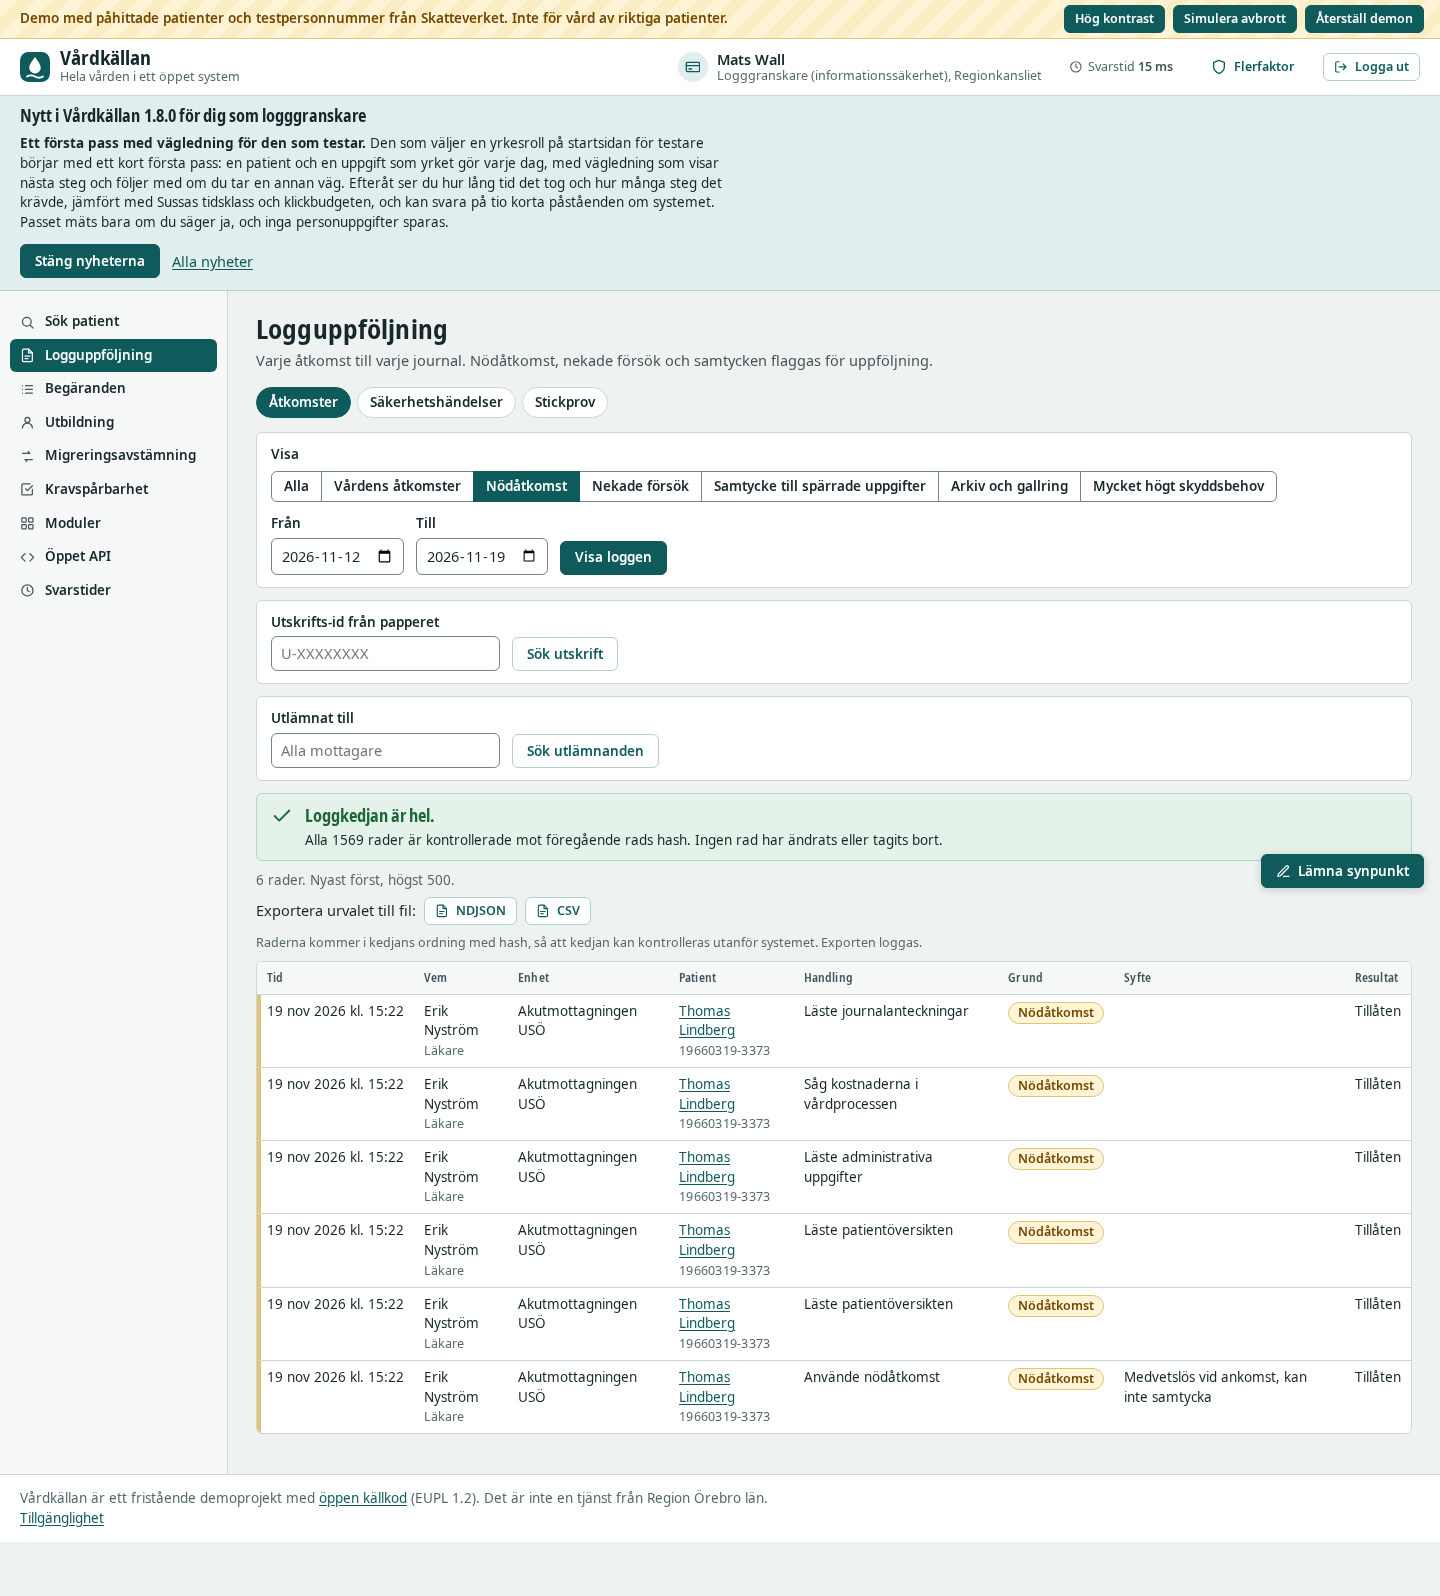 Demo med påhittade patienter och testpersonnummer från Skatteverket. Inte för vård av riktiga patienter.
Hög kontrast
Simulera avbrott
Återställ demon
Vårdkällan
Hela vården i ett öppet system
Mats Wall
Logggranskare (informationssäkerhet), Regionkansliet
Svarstid 15 ms
Flerfaktor
Logga ut
Nytt i Vårdkällan 1.8.0 för dig som logggranskare
Ett första pass med vägledning för den som testar. Den som väljer en yrkesroll på startsidan för testare
börjar med ett kort första pass: en patient och en uppgift som yrket gör varje dag, med vägledning som visar
nästa steg och följer med om du tar en annan väg. Efteråt ser du hur lång tid det tog och hur många steg det
krävde, jämfört med Sussas tidsklass och klickbudgeten, och kan svara på tio korta påståenden om systemet.
Passet mäts bara om du säger ja, och inga personuppgifter sparas.
Stäng nyheterna
Alla nyheter
Sök patient
Logguppföljning
Begäranden
Utbildning
Migreringsavstämning
Kravspårbarhet
Moduler
Öppet API
Svarstider
Logguppföljning
Varje åtkomst till varje journal. Nödåtkomst, nekade försök och samtycken flaggas för uppföljning.
Åtkomster
Säkerhetshändelser
Stickprov
Visa
Alla
Vårdens åtkomster
Nödåtkomst
Nekade försök
Samtycke till spärrade uppgifter
Arkiv och gallring
Mycket högt skyddsbehov
Från
Till
2026-11-12
2026-11-19
Visa loggen
Utskrifts-id från papperet
U-XXXXXXXX
Sök utskrift
Utlämnat till
Alla mottagare
Sök utlämnanden
Loggkedjan är hel.
Alla 1569 rader är kontrollerade mot föregående rads hash. Ingen rad har ändrats eller tagits bort.
Lämna synpunkt
6 rader. Nyast först, högst 500.
Exportera urvalet till fil:
NDJSON
CSV
Raderna kommer i kedjans ordning med hash, så att kedjan kan kontrolleras utanför systemet. Exporten loggas.
Tid Vem Enhet Patient Handling Grund Syfte Resultat
19 nov 2026 kl. 15:22 Erik Akutmottagningen Thomas Läste journalanteckningar Nödåtkomst Tillåten
Nyström USÖ Lindberg
Läkare 19660319-3373
19 nov 2026 kl. 15:22 Erik Akutmottagningen Thomas Såg kostnaderna i Nödåtkomst Tillåten
Nyström USÖ Lindberg vårdprocessen
Läkare 19660319-3373
19 nov 2026 kl. 15:22 Erik Akutmottagningen Thomas Läste administrativa Nödåtkomst Tillåten
Nyström USÖ Lindberg uppgifter
Läkare 19660319-3373
19 nov 2026 kl. 15:22 Erik Akutmottagningen Thomas Läste patientöversikten Nödåtkomst Tillåten
Nyström USÖ Lindberg
Läkare 19660319-3373
19 nov 2026 kl. 15:22 Erik Akutmottagningen Thomas Läste patientöversikten Nödåtkomst Tillåten
Nyström USÖ Lindberg
Läkare 19660319-3373
19 nov 2026 kl. 15:22 Erik Akutmottagningen Thomas Använde nödåtkomst Nödåtkomst Medvetslös vid ankomst, kan Tillåten
Nyström USÖ Lindberg inte samtycka
Läkare 19660319-3373
Vårdkällan är ett fristående demoprojekt med öppen källkod (EUPL 1.2). Det är inte en tjänst från Region Örebro län.
Tillgänglighet